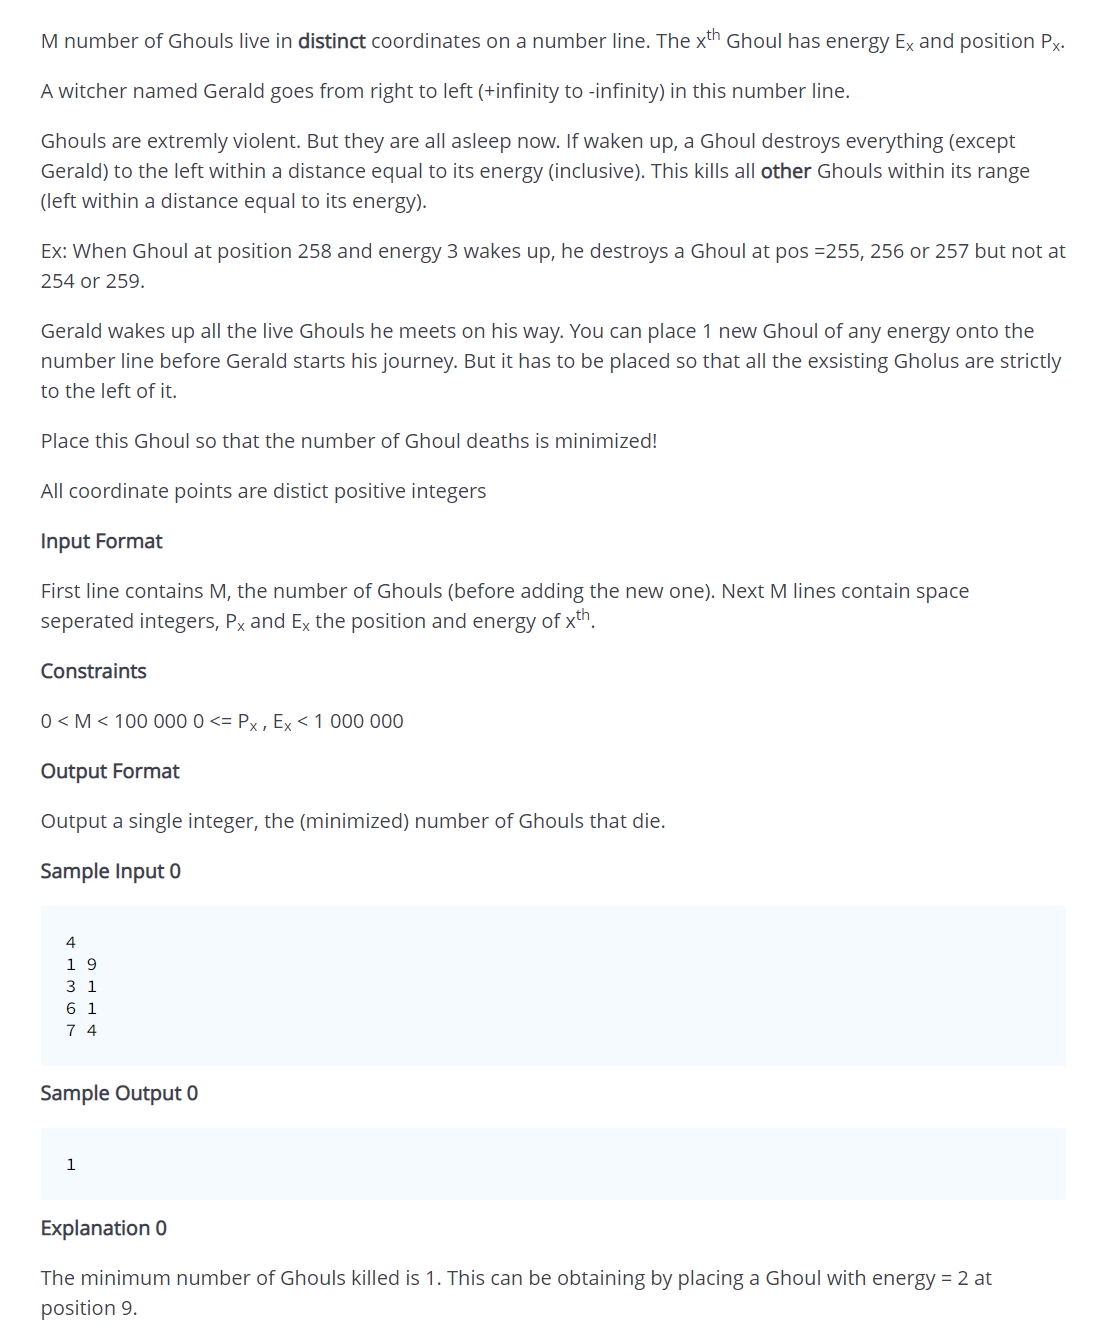 M number of Ghouls live in distinct coordinates on a number line. The xth Ghoul has energy Ex and position Px.
A witcher named Gerald goes from right to left (+infinity to -infinity) in this number line.
Ghouls are extremly violent. But they are all asleep now. If waken up, a Ghoul destroys everything (except
Gerald) to the left within a distance equal to its energy (inclusive). This kills all other Ghouls within its range
(left within a distance equal to its energy).
Ex: When Ghoul at position 258 and energy 3 wakes up, he destroys a Ghoul at pos =255, 256 or 257 but not at
254 or 259.
Gerald wakes up all the live Ghouls he meets on his way. You can place 1 new Ghoul of any energy onto the
number line before Gerald starts his journey. But it has to be placed so that all the exsisting Gholus are strictly
to the left of it.
Place this Ghoul so that the number of Ghoul deaths is minimized!
All coordinate points are distict positive integers
Input Format
First line contains M, the number of Ghouls (before adding the new one). Next M lines contain space
seperated integers, Px and Ex the position and energy of xth.
Constraints
0 < M < 100 000 0 <= Px , Ex < 1 000 000
Output Format
Output a single integer, the (minimized) number of Ghouls that die.
Sample Input 0
4
1 9
3 1
6 1
7 4
Sample Output 0
1
Explanation 0
The minimum number of Ghouls killed is 1. This can be obtaining by placing a Ghoul with energy = 2 at
position 9.